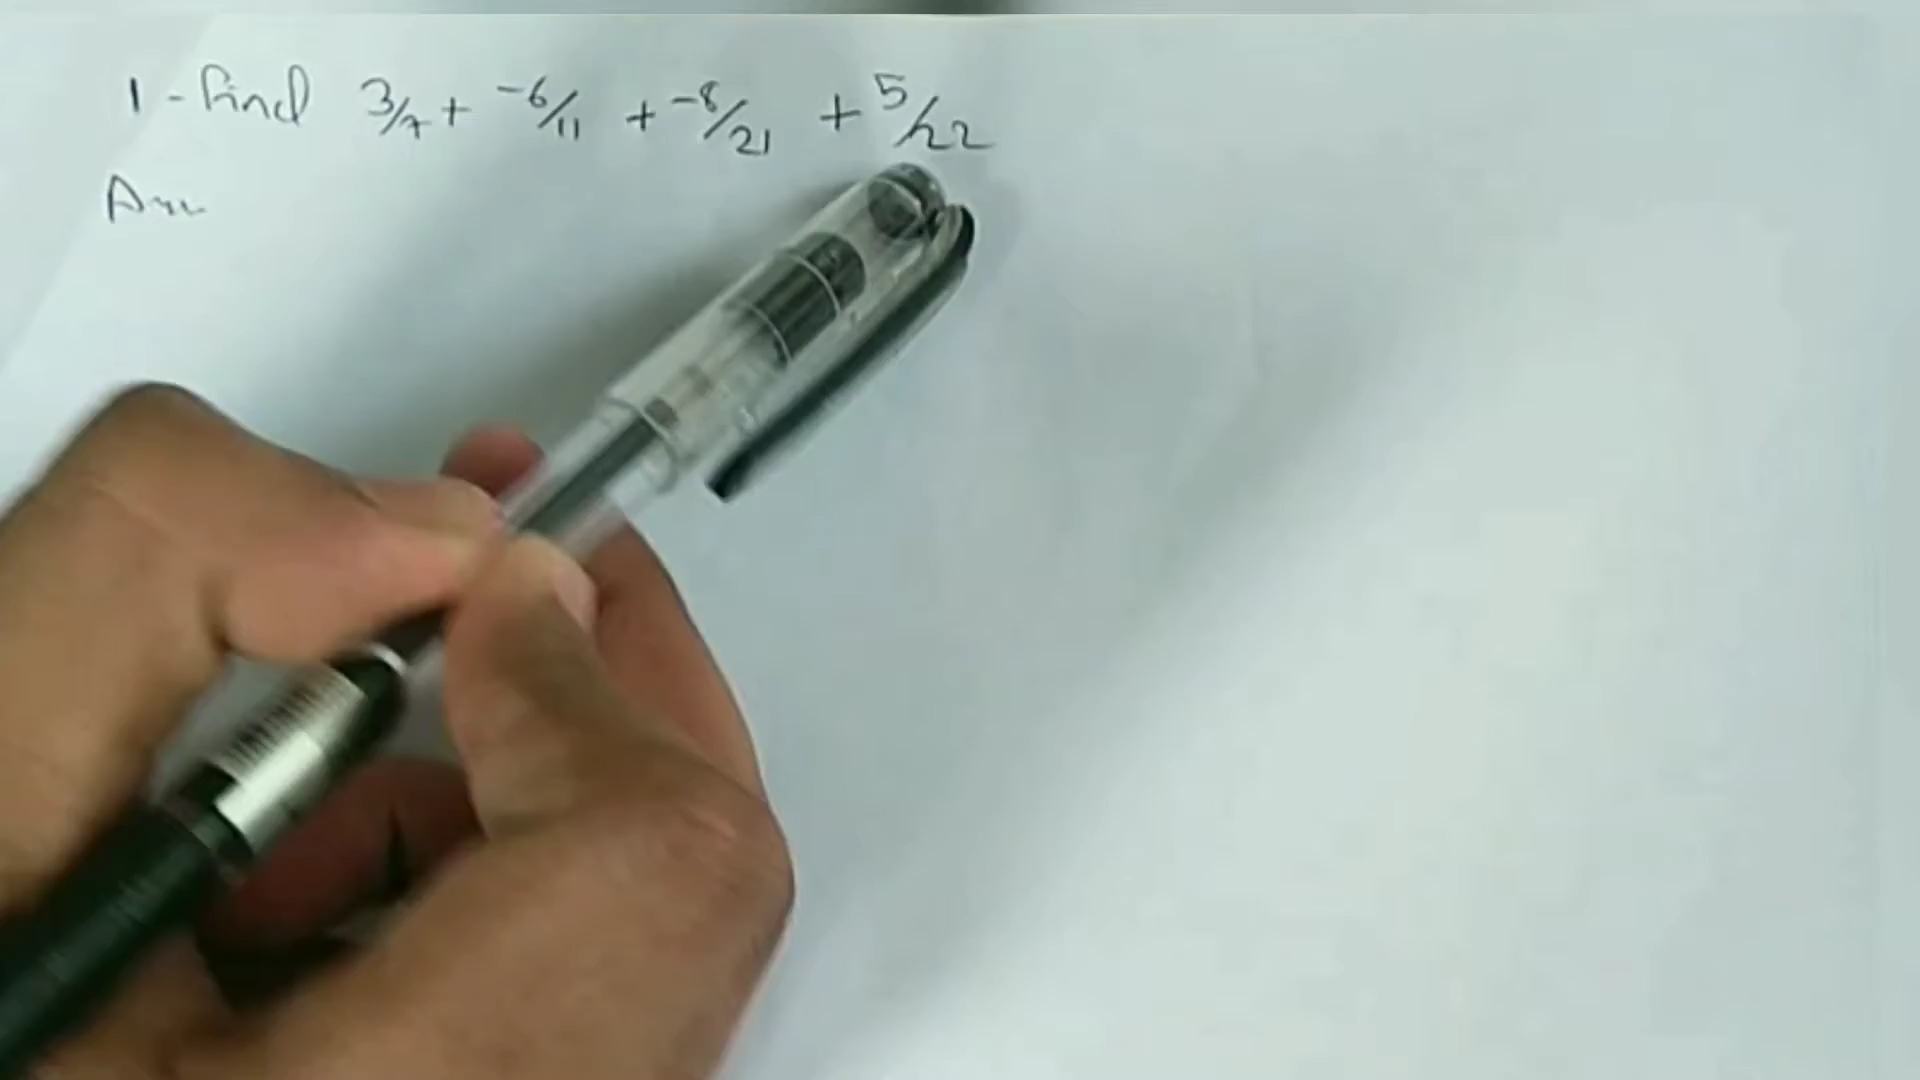 1 - find 3/7 + -6/11 + -8/21 + 5/22
Ans